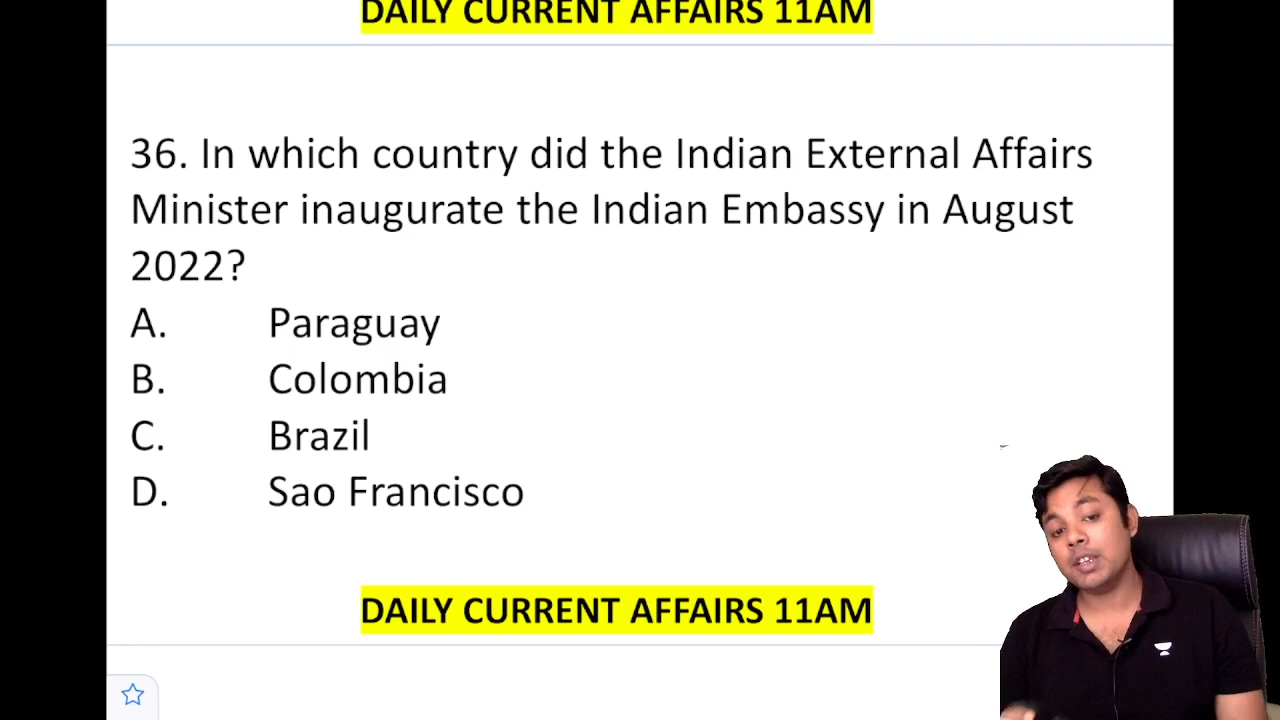 DAILY CURRENT AFFAIRS 11AM
36. In which country did the Indian External Affairs
Minister inaugurate the Indian Embassy in August
2022?
A. Paraguay
B. Colombia
C. Brazil
D. Sao Francisco
DAILY CURRENT AFFAIRS 11AM